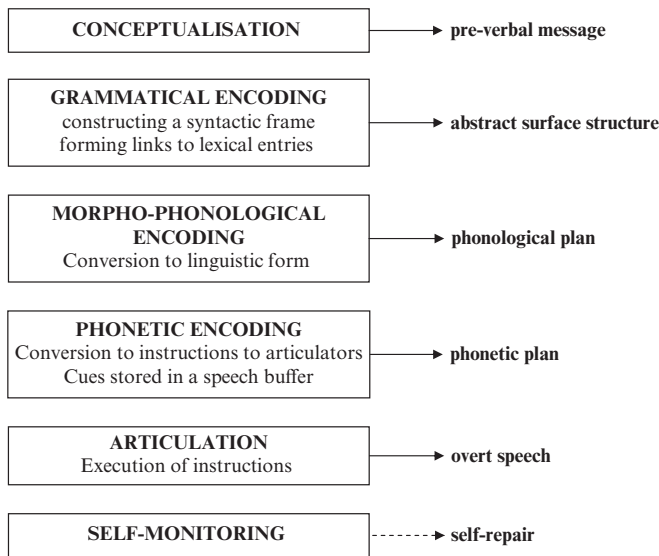 CONCEPTUALISATION
pre-verbal message
GRAMMATICAL ENCODING
constructing a syntactic frame
forming links to lexical entries
abstract surface structure
MORPHO-PHONOLOGICAL
ENCODING
Conversion to linguistic form
phonological plan
PHONETIC ENCODING
Conversion to instructions to articulators
Cues stored in a speech buffer
phonetic plan
ARTICULATION
Execution of instructions
overt speech
SELF-MONITORING
self-repair